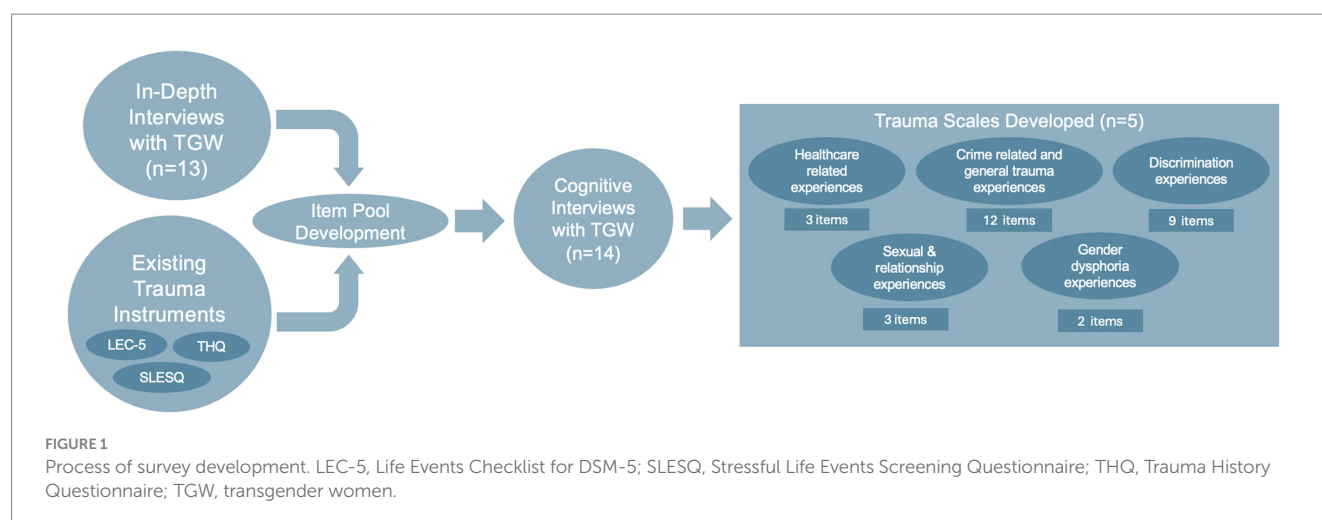 In-Depth
Interviews
with TGW
(n=13)
Existing
Trauma
Instruments
LEC-5
THQ
SLESQ
Item Pool
Development
Cognitive
Interviews
with TGW
(n=14)
Trauma Scales Developed (n=5)
Healthcare
related
experiences
3 items
Crime related and
general trauma
experiences
12 items
Discrimination
experiences
9 items
Sexual &
relationship
experiences
3 items
Gender
dysphoria
experiences
2 items
FIGURE 1
Process of survey development. LEC-5, Life Events Checklist for DSM-5; SLESQ, Stressful Life Events Screening Questionnaire; THQ, Trauma History
Questionnaire; TGW, transgender women.